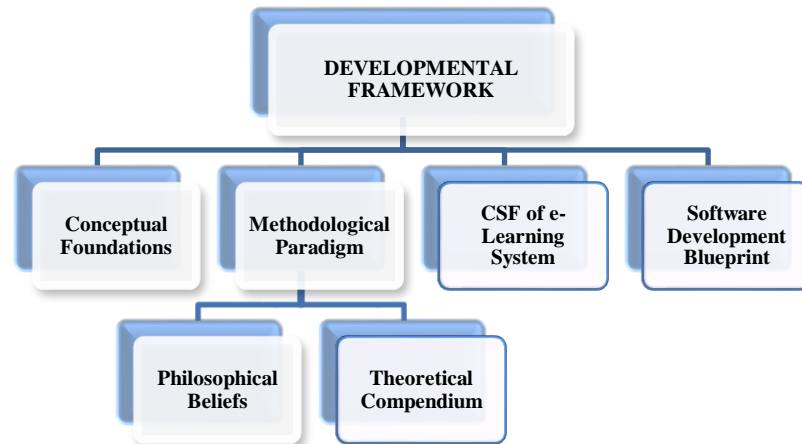 DEVELOPMENTAL
FRAMEWORK
Conceptual
Foundations
Methodological
Paradigm
CSF of e-
Learning
System
Software
Development
Blueprint
Philosophical
Beliefs
Theoretical
Compendium